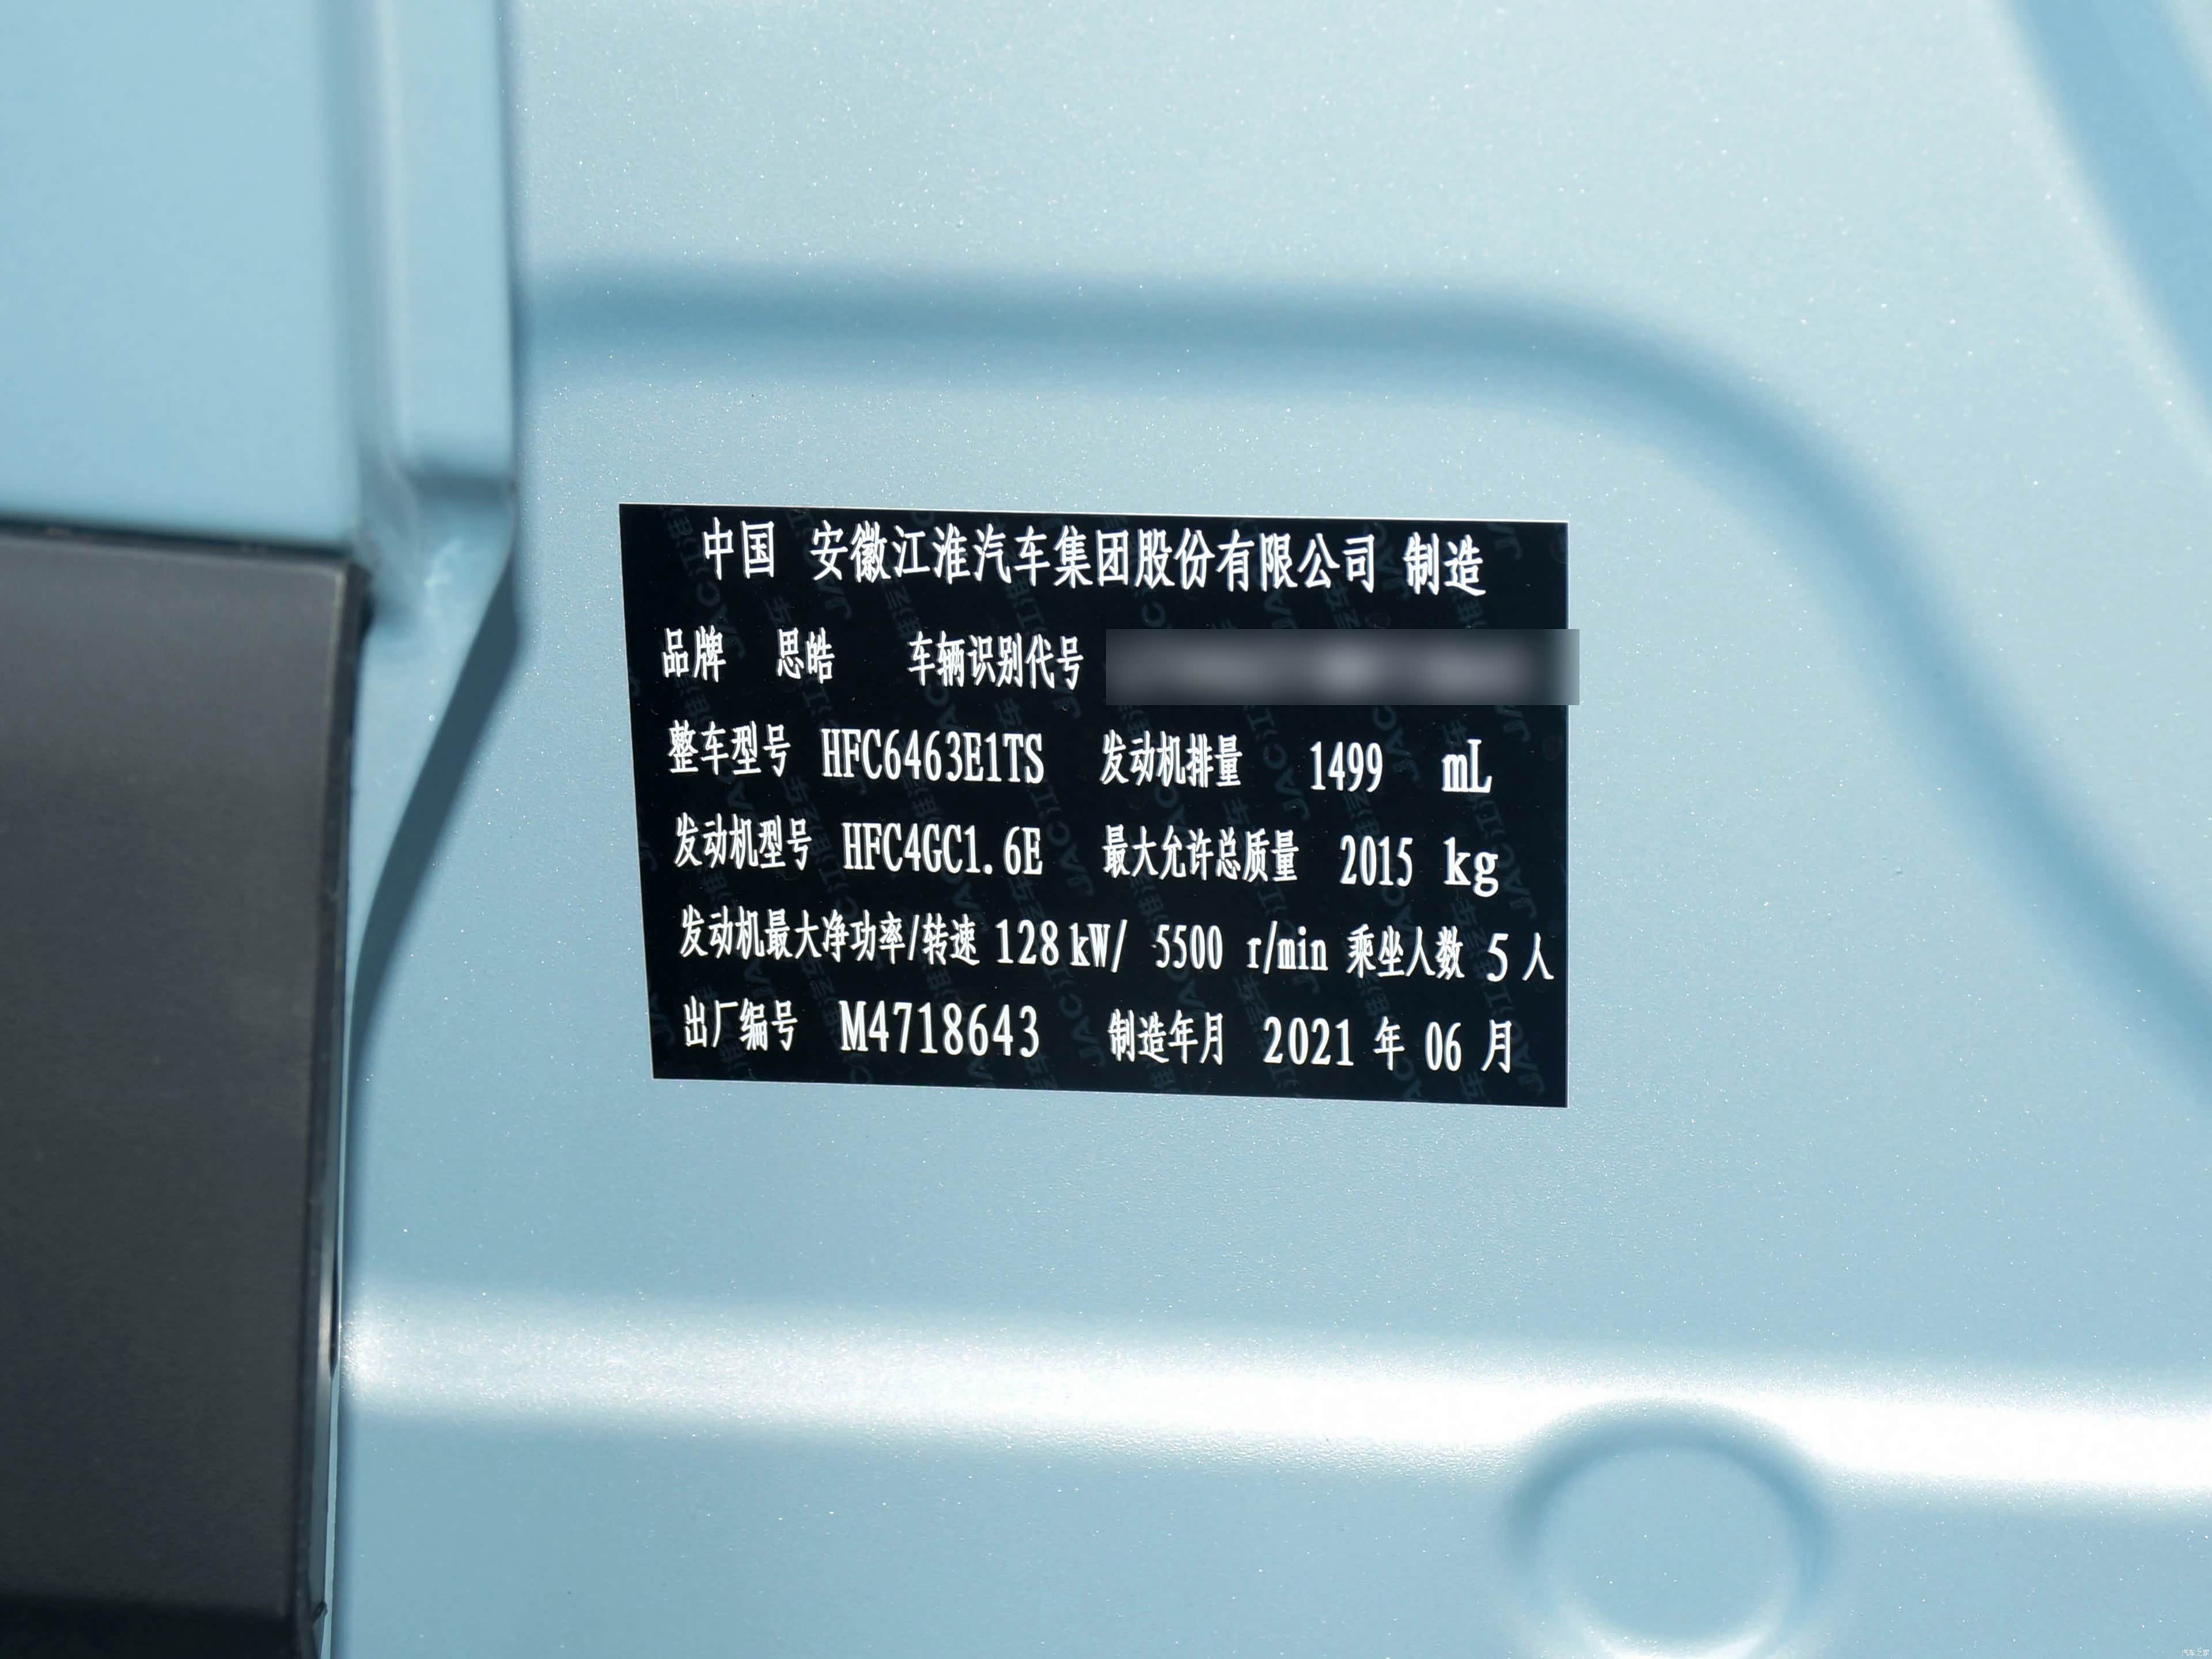 中国 安徽江淮汽车集团股份有限公司 制造
品牌 思皓 车辆识别代号
整车型号 HFC6463E1TS 发动机排量 1499 mL
发动机型号 HFC4GC1.6E 最大允许总质量 2015 kg
发动机最大净功率/转速 128 kW/ 5500 r/min 乘坐人数 5 人
出厂编号 M4718643 制造年月 2021 年 06 月
汽车之家